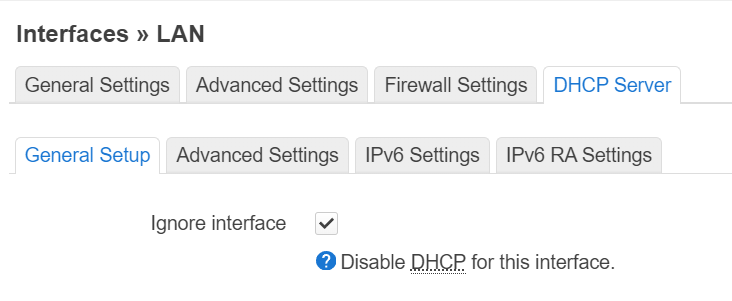 Interfaces » LAN
General Settings Advanced Settings Firewall Settings DHCP Server
General Setup Advanced Settings IPv6 Settings IPv6 RA Settings
Ignore interface
Disable DHCP for this interface.